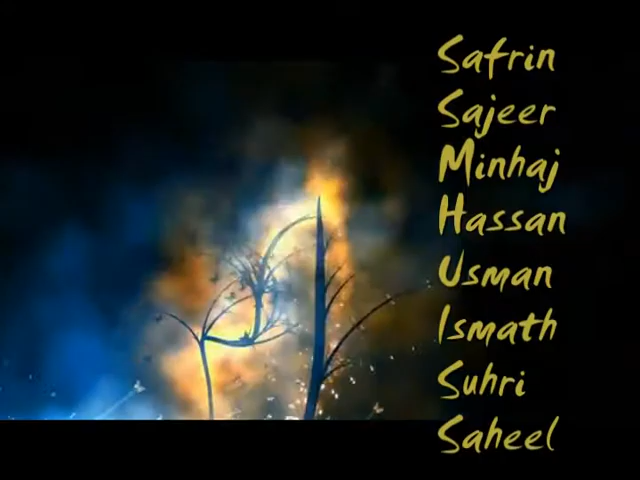 Safrin
Sajeer
Minhaj
Hassan
Usman
Ismath
Suhri
Saheel